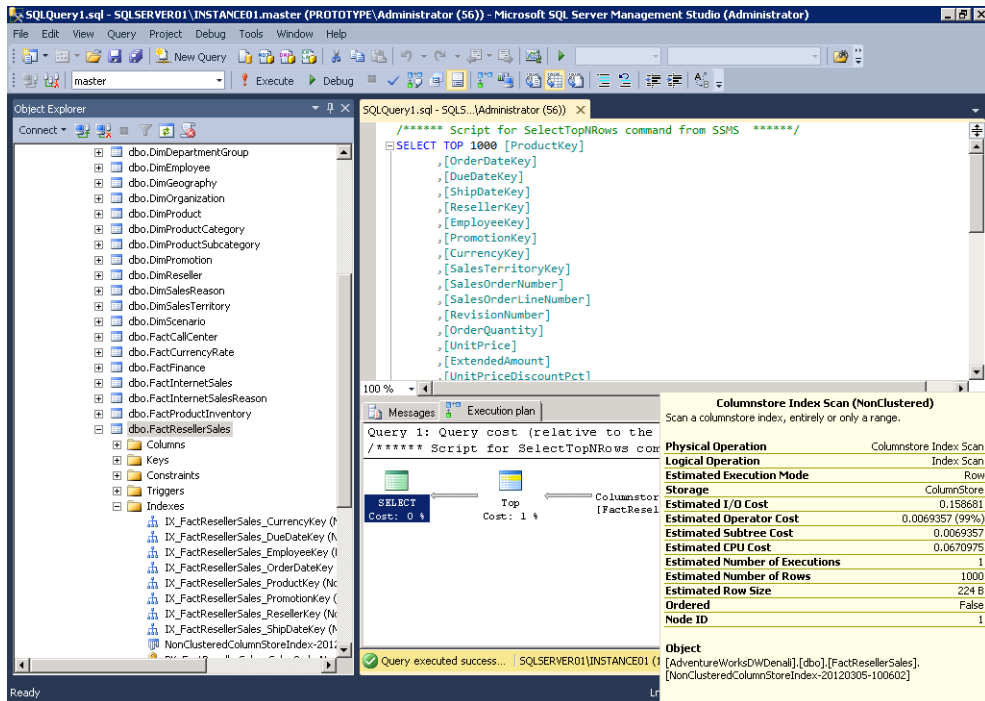 SQLQuery1.sql - SQLSERVER01\INSTANCE01.master (PROTOTYPE\Administrator (56)) - Microsoft SQL Server Management Studio (Administrator)
File Edit View Query Project Debug Tools Window Help
New Query
master Execute Debug
Object Explorer
Connect
dbo.DimDepartmentGroup
dbo.DimEmployee
dbo.DimGeography
dbo.DimOrganization
dbo.DimProduct
dbo.DimProductCategory
dbo.DimProductSubcategory
dbo.DimPromotion
dbo.DimReseller
dbo.DimSalesReason
dbo.DimSalesTerritory
dbo.DimScenario
dbo.FactCallCenter
dbo.FactCurrencyRate
dbo.FactFinance
dbo.FactInternetSales
dbo.FactInternetSalesReason
dbo.FactProductInventory
dbo.FactResellerSales
Columns
Keys
Constraints
Triggers
Indexes
IX_FactResellerSales_CurrencyKey (N
IX_FactResellerSales_DueDateKey (N
IX_FactResellerSales_EmployeeKey (
IX_FactResellerSales_OrderDateKey
IX_FactResellerSales_ProductKey (No
IX_FactResellerSales_PromotionKey (
IX_FactResellerSales_ResellerKey (No
IX_FactResellerSales_ShipDateKey (N
NonClusteredColumnStoreIndex-2012
SQLQuery1.sql - SQLS...\Administrator (56))
/****** Script for SelectTopNRows command from SSMS ******/
SELECT TOP 1000 [ProductKey]
,[OrderDateKey]
,[DueDateKey]
,[ShipDateKey]
,[ResellerKey]
,[EmployeeKey]
,[PromotionKey]
,[CurrencyKey]
,[SalesTerritoryKey]
,[SalesOrderNumber]
,[SalesOrderLineNumber]
,[RevisionNumber]
,[OrderQuantity]
,[UnitPrice]
,[ExtendedAmount]
,[UnitPriceDiscountPct]
100 %
Messages Execution plan
Query 1: Query cost (relative to the
/****** Script for SelectTopNRows com
SELECT
Cost: 0 %
Top
Cost: 1 %
Columnstor
[FactResel
Columnstore Index Scan (NonClustered)
Scan a columnstore index, entirely or only a range.
Physical Operation Columnstore Index Scan
Logical Operation Index Scan
Estimated Execution Mode Row
Storage ColumnStore
Estimated I/O Cost 0.158681
Estimated Operator Cost 0.0069357 (99%)
Estimated Subtree Cost 0.0069357
Estimated CPU Cost 0.0670975
Estimated Number of Executions 1
Estimated Number of Rows 1000
Estimated Row Size 224 B
Ordered False
Node ID 1
Object
[AdventureWorksDWDenali].[dbo].[FactResellerSales].
[NonClusteredColumnStoreIndex-20120305-100602]
Query executed success... SQLSERVER01\INSTANCE01 (1
Ready Ln